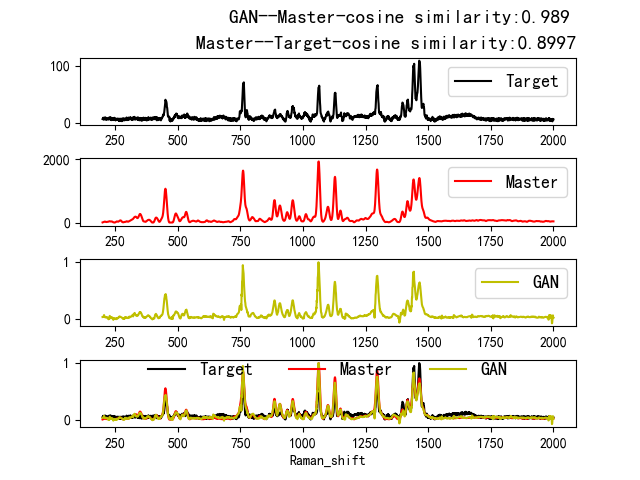 GAN--Master-cosine similarity:0.989
Master--Target-cosine similarity:0.8997
100
0
Target
250 500 750 1000 1250 1500 1750 2000
2000
0
Master
250 500 750 1000 1250 1500 1750 2000
1
0
GAN
250 500 750 1000 1250 1500 1750 2000
1
0
Target Master GAN
250 500 750 1000 1250 1500 1750 2000
Raman_shift